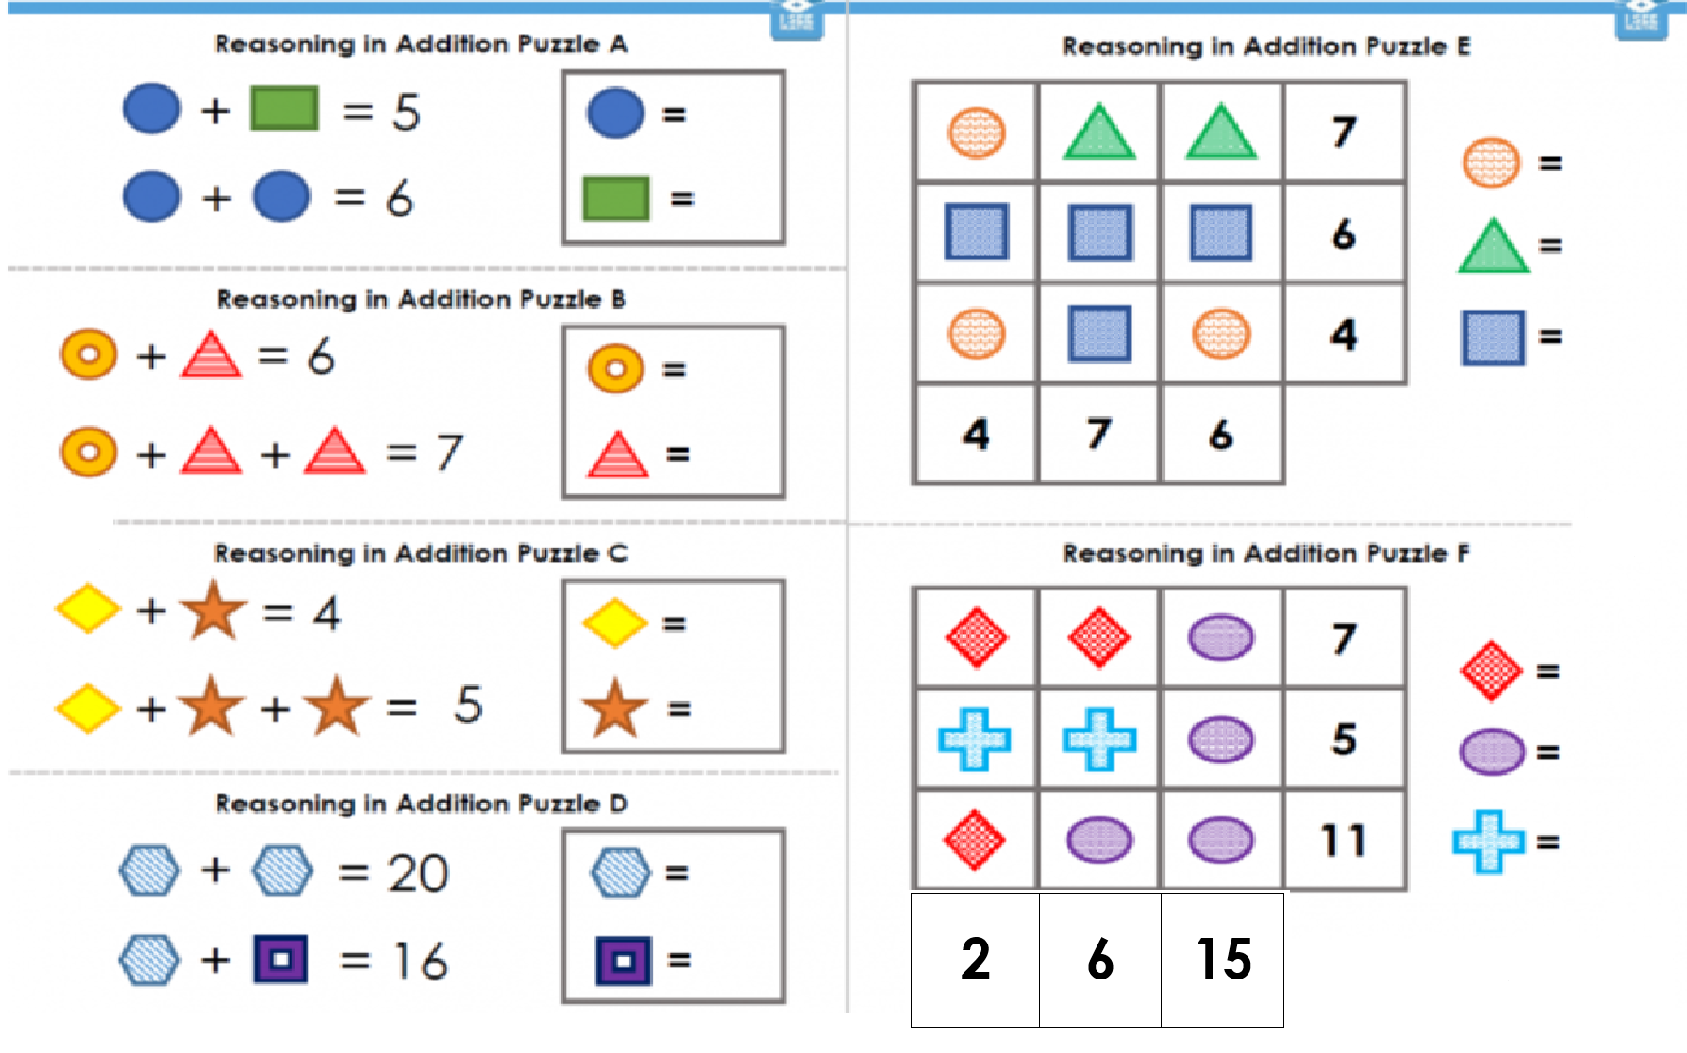 Reasoning in Addition Puzzle A
+ = 5
=
+ = 6
=
Reasoning in Addition Puzzle B
+ = 6
=
+ + = 7
=
Reasoning in Addition Puzzle C
+ = 4
=
+ + = 5
=
Reasoning in Addition Puzzle D
+ = 20
=
+ = 16
=
Reasoning in Addition Puzzle E
7
=
6
=
4
=
4 7 6
Reasoning in Addition Puzzle F
7
=
5
=
11
=
2 6 15